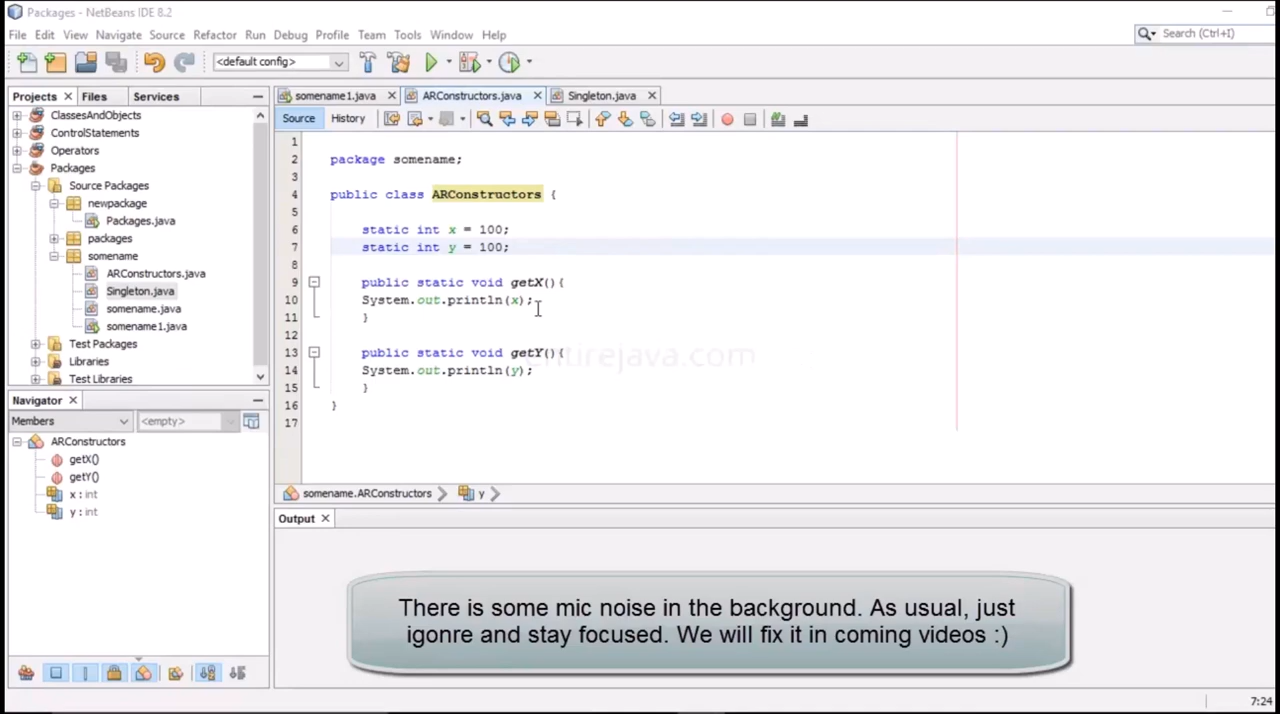 Packages - NetBeans IDE 8.2
File Edit View Navigate Source Refactor Run Debug Profile Team Tools Window Help
Search (Ctrl+I)
<default config>
Projects Files Services
somename1.java ARConstructors.java Singleton.java
Source History
ClassesAndObjects
ControlStatements
Operators
Packages
Source Packages
newpackage
Packages.java
packages
somename
ARConstructors.java
Singleton.java
somename.java
somename1.java
Test Packages
Libraries
Test Libraries
1
2 package somename;
3
4 public class ARConstructors {
5
6 static int x = 100;
7 static int y = 100;
8
9 public static void getX(){
10 System.out.println(x);
11 }
12
13 public static void getY(){
14 System.out.println(y);
15 }
16 }
17
entirejava.com
Navigator
Members <empty>
ARConstructors
getX()
getY()
x : int
y : int
somename.ARConstructors y
Output
There is some mic noise in the background. As usual, just
igonre and stay focused. We will fix it in coming videos :)
7:24